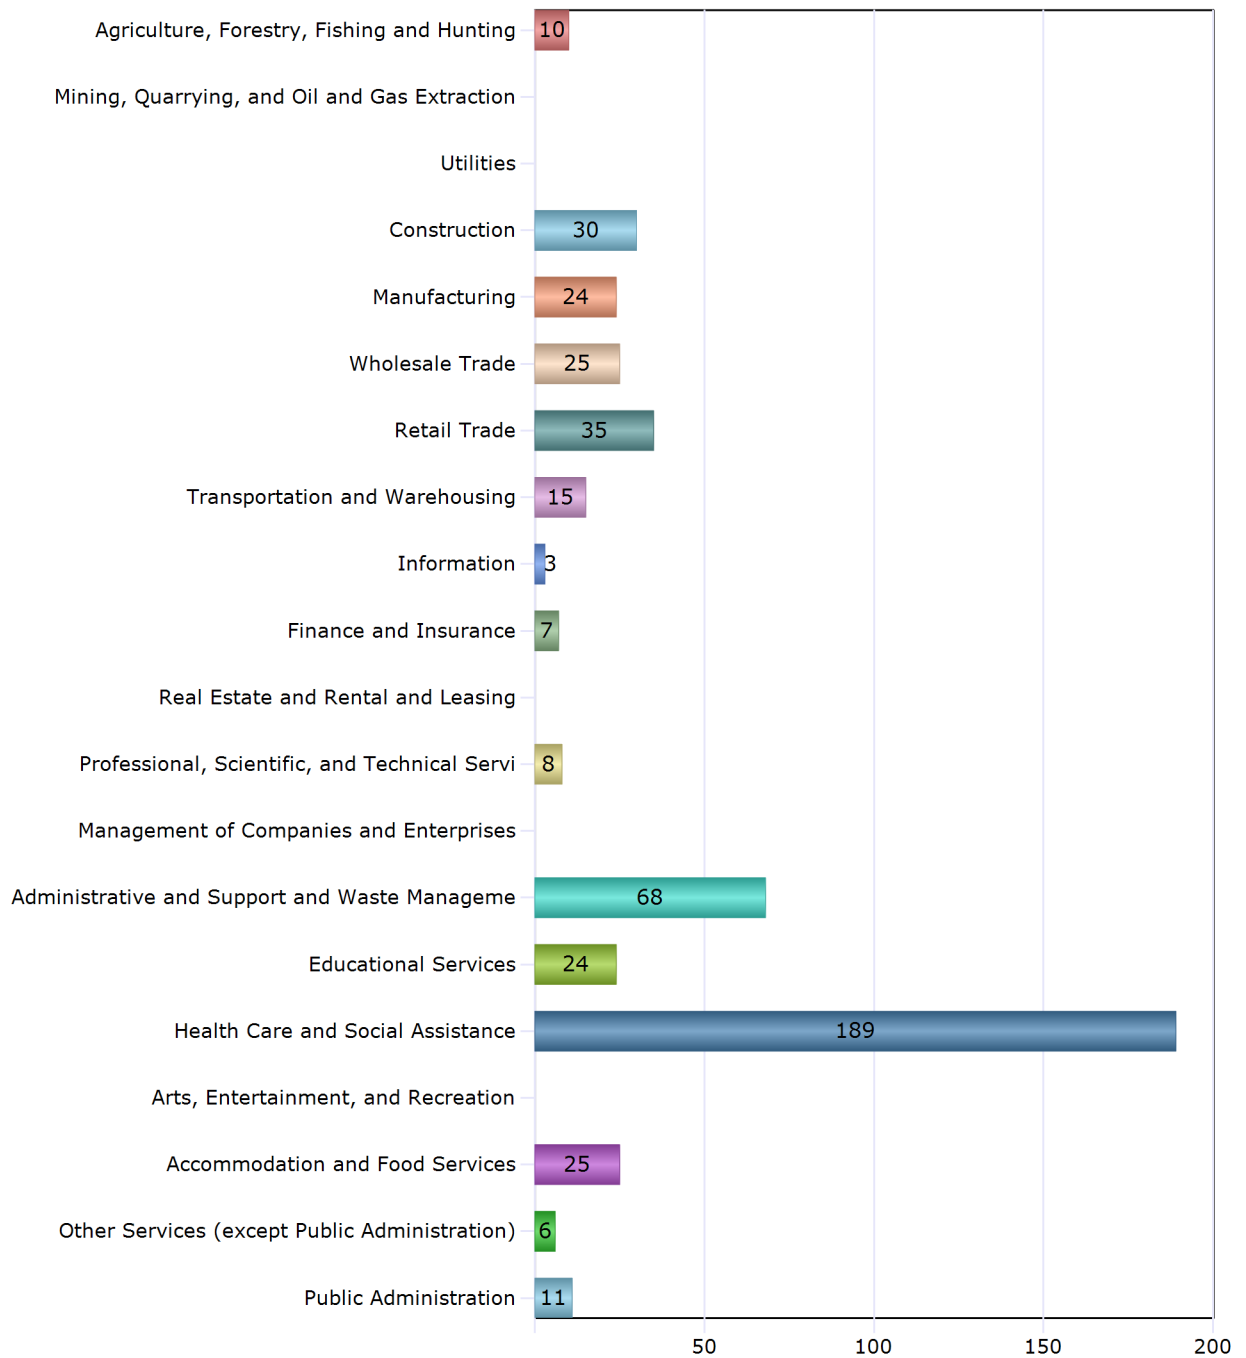 Agriculture, Forestry, Fishing and Hunting 10
Mining, Quarrying, and Oil and Gas Extraction
Utilities
Construction 30
Manufacturing 24
Wholesale Trade 25
Retail Trade 35
Transportation and Warehousing 15
Information 3
Finance and Insurance 7
Real Estate and Rental and Leasing
Professional, Scientific, and Technical Servi 8
Management of Companies and Enterprises
Administrative and Support and Waste Manageme 68
Educational Services 24
Health Care and Social Assistance 189
Arts, Entertainment, and Recreation
Accommodation and Food Services 25
Other Services (except Public Administration) 6
Public Administration 11
50 100 150 200